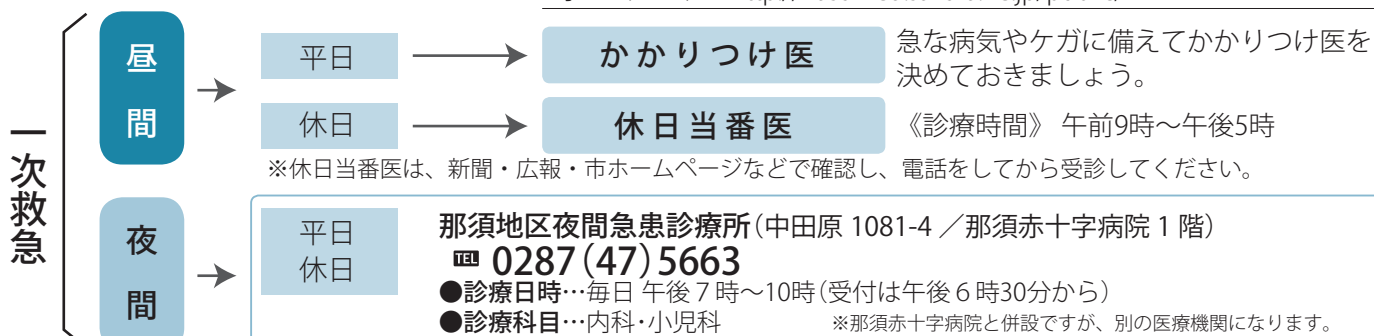 一次救急
昼間
平日
かかりつけ医
急な病気やケガに備えてかかりつけ医を
決めておきましょう。
休日
休日当番医
《診療時間》 午前9時～午後5時
※休日当番医は、新聞・広報・市ホームページなどで確認し、電話をしてから受診してください。
夜間
平日
休日
那須地区夜間急患診療所（中田原 1081-4 ／那須赤十字病院 1 階）
TEL 0287（47）5663
●診療日時…毎日 午後７時～10時（受付は午後６時30分から）
●診療科目…内科・小児科 ※那須赤十字病院と併設ですが、別の医療機関になります。